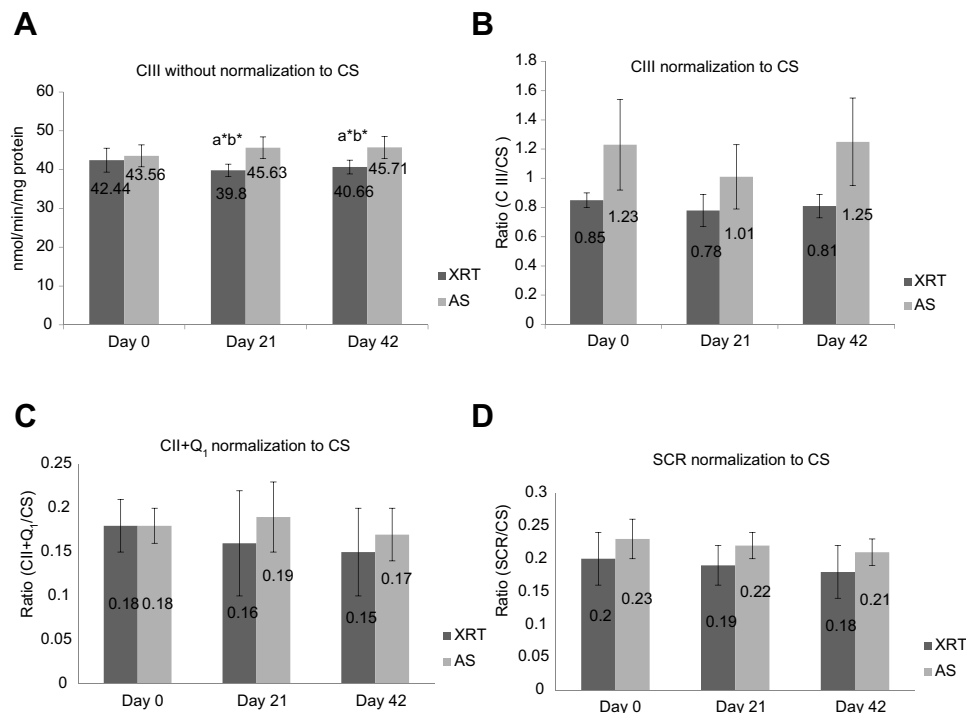 A
CIII without normalization to CS
nmol/min/mg protein
60
50
40
30
20
10
0
42.44
43.56
a*b*
39.8
45.63
a*b*
40.66
45.71
Day 0
Day 21
Day 42
XRT
AS
B
CIII normalization to CS
Ratio (C III/CS)
1.8
1.6
1.4
1.2
1
0.8
0.6
0.4
0.2
0
0.85
1.23
0.78
1.01
0.81
1.25
Day 0
Day 21
Day 42
XRT
AS
C
CII+Q₁ normalization to CS
Ratio (CII+Q₁/CS)
0.25
0.2
0.15
0.1
0.05
0
0.18
0.18
0.16
0.19
0.15
0.17
Day 0
Day 21
Day 42
XRT
AS
D
SCR normalization to CS
Ratio (SCR/CS)
0.3
0.25
0.2
0.15
0.1
0.05
0
0.2
0.23
0.19
0.22
0.18
0.21
Day 0
Day 21
Day 42
XRT
AS